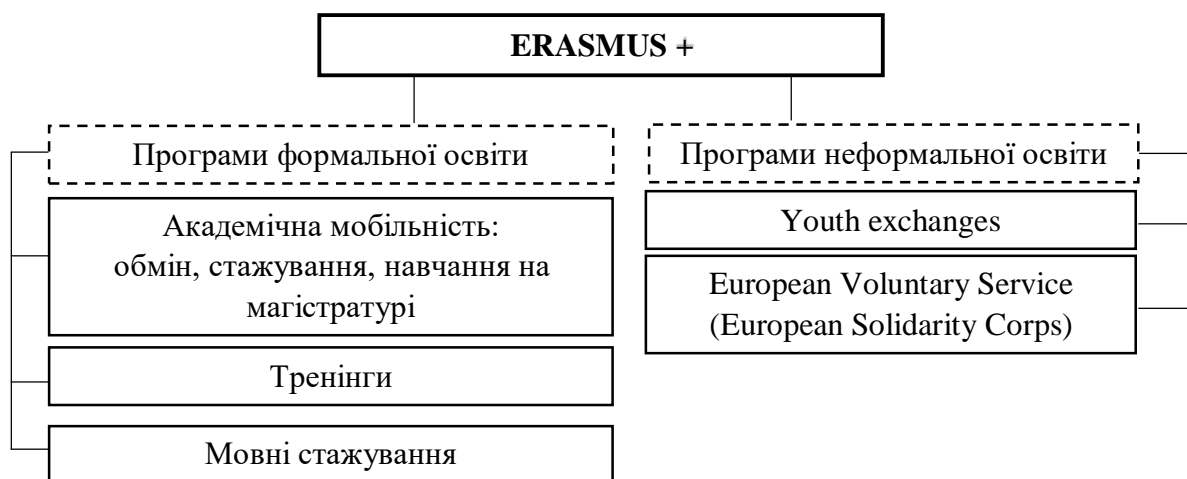 ERASMUS +
Програми формальної освіти
Академічна мобільність:
обмін, стажування, навчання на
магістратурі
Тренінги
Мовні стажування
Програми неформальної освіти
Youth exchanges
European Voluntary Service
(European Solidarity Corps)